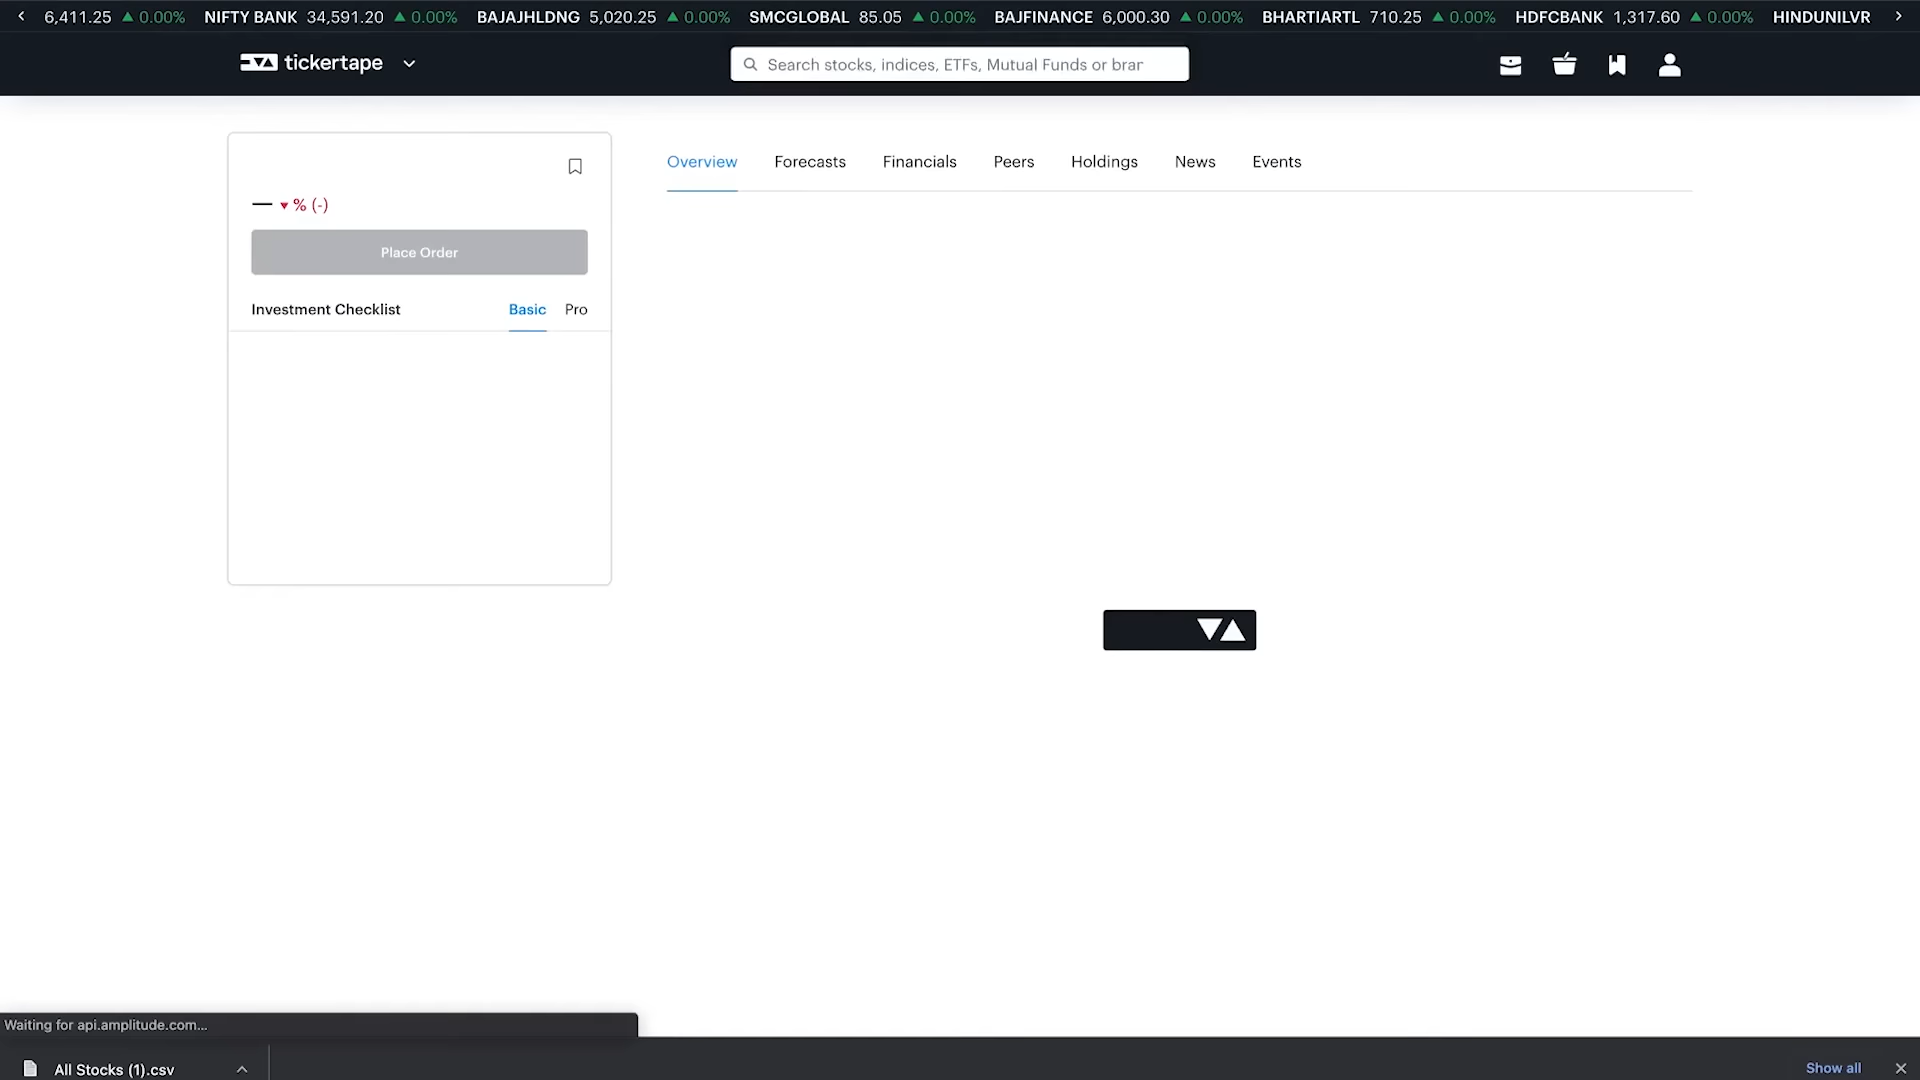 6,411.25 ▲ 0.00% NIFTY BANK 34,591.20 ▲ 0.00% BAJAJHLDNG 5,020.25 ▲ 0.00% SMCGLOBAL 85.05 ▲ 0.00% BAJFINANCE 6,000.30 ▲ 0.00% BHARTIARTL 710.25 ▲ 0.00% HDFCBANK 1,317.60 ▲ 0.00% HINDUNILVR
tickertape
Search stocks, indices, ETFs, Mutual Funds or brar
Overview Forecasts Financials Peers Holdings News Events
— ▼ % (-)
Place Order
Investment Checklist Basic Pro
Waiting for api.amplitude.com...
All Stocks (1).csv
Show all